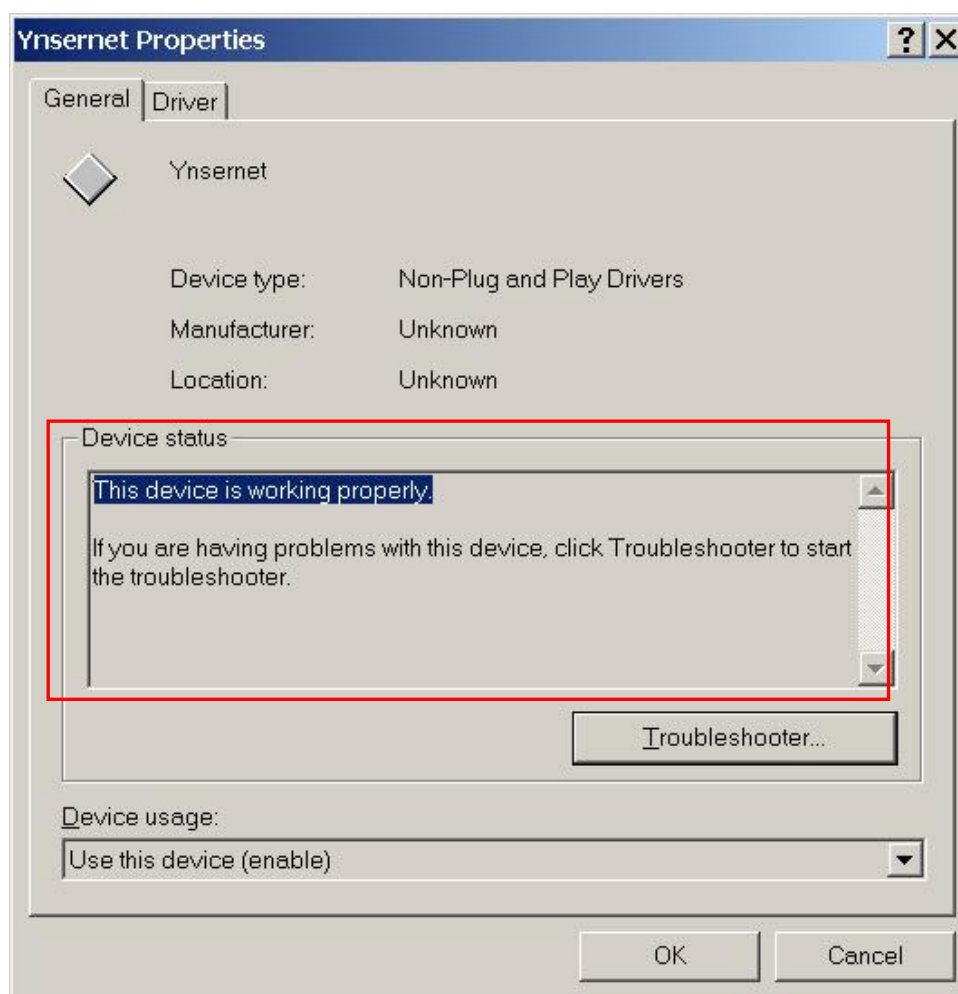 Ynsernet Properties
General Driver
Ynsernet
Device type: Non-Plug and Play Drivers
Manufacturer: Unknown
Location: Unknown
Device status
This device is working properly.
If you are having problems with this device, click Troubleshooter to start
the troubleshooter.
Troubleshooter...
Device usage:
Use this device (enable)
OK Cancel